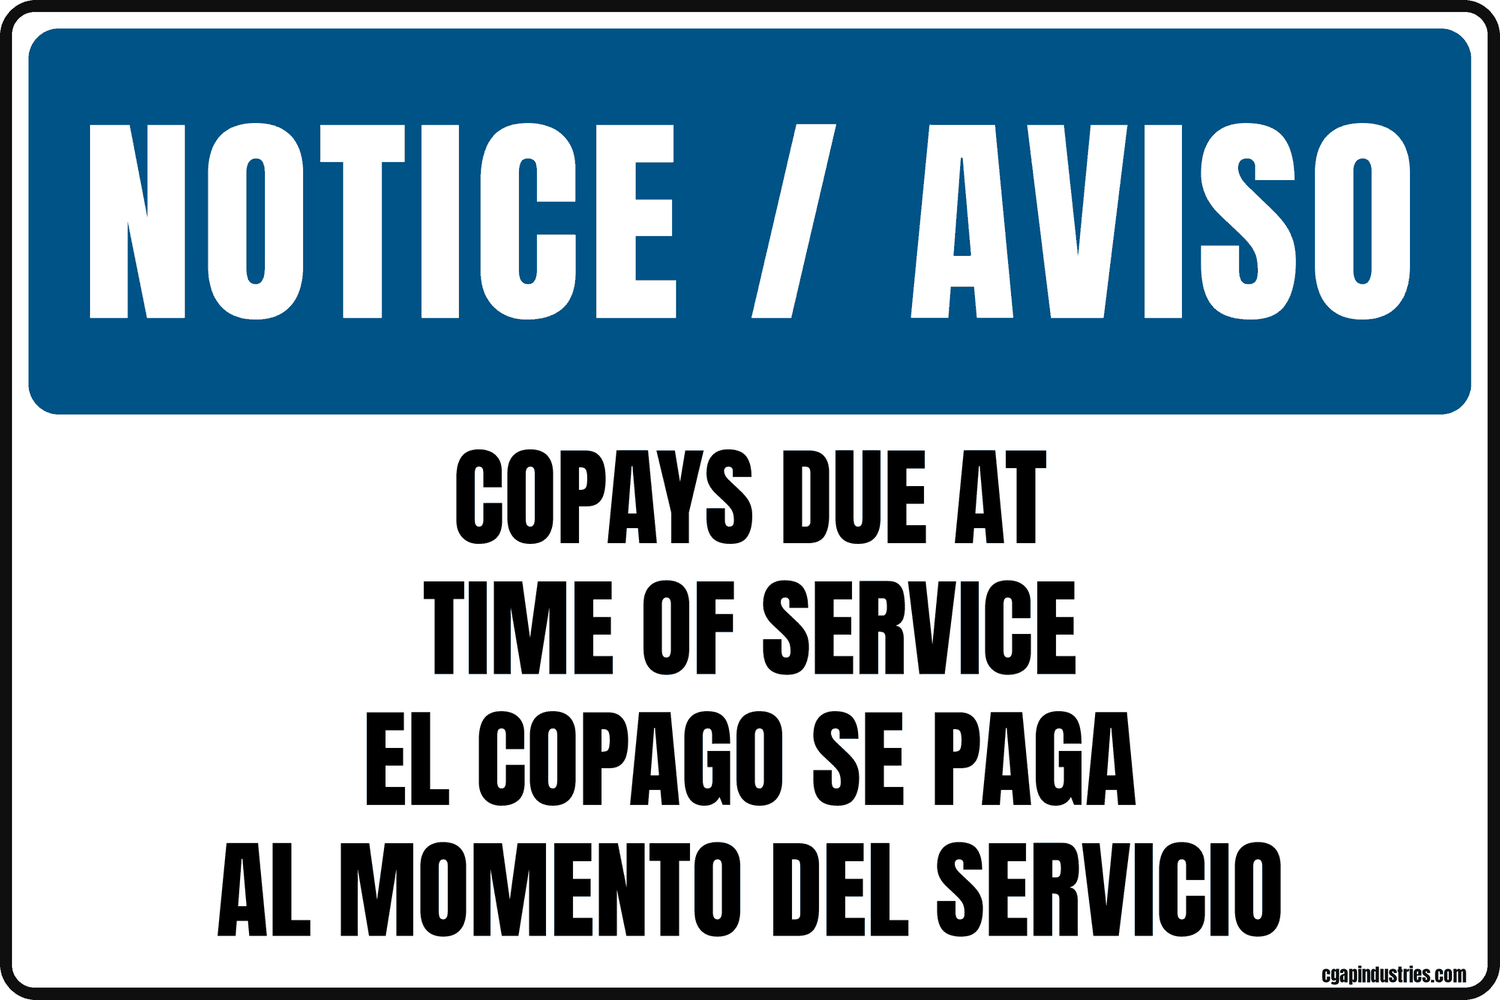 NOTICE / AVISO
COPAYS DUE AT
TIME OF SERVICE
EL COPAGO SE PAGA
AL MOMENTO DEL SERVICIO
cgapindustries.com